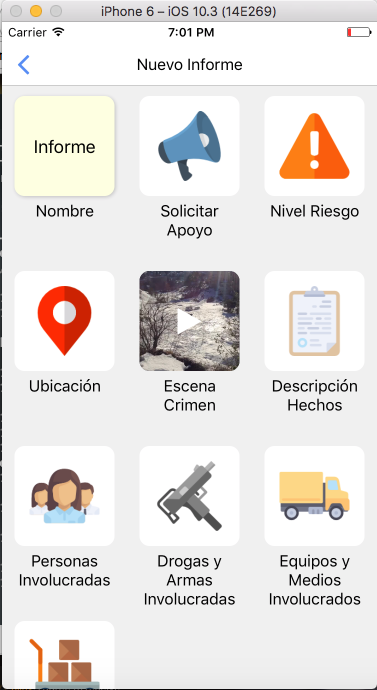 iPhone 6 – iOS 10.3 (14E269)
Carrier 7:01 PM
Nuevo Informe
Informe
Nombre
Solicitar
Apoyo
Nivel Riesgo
Ubicación
Escena
Crimen
Descripción
Hechos
Personas
Involucradas
Drogas y
Armas
Involucradas
Equipos y
Medios
Involucrados